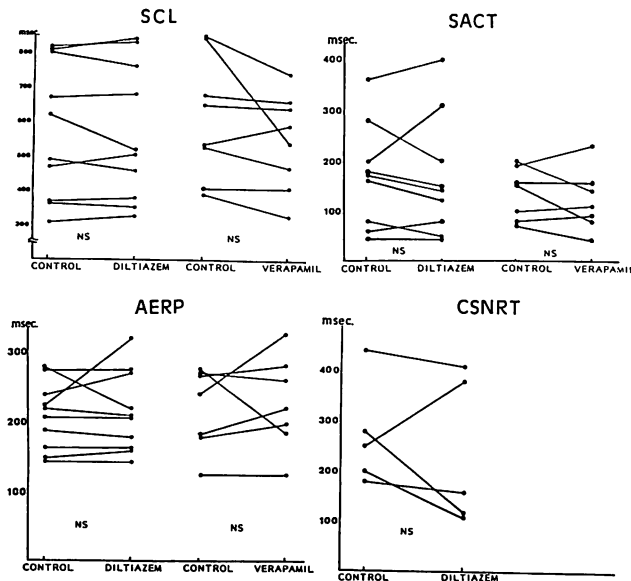 SCL
msec.
800
700
600
500
400
300
NS
NS
CONTROL DILTIAZEM CONTROL VERAPAMIL
SACT
msec.
400
300
200
100
NS
NS
CONTROL DILTIAZEM CONTROL VERAPAMIL
AERP
msec.
300
200
100
NS
NS
CONTROL DILTIAZEM CONTROL VERAPAMIL
CSNRT
msec.
400
300
200
100
NS
CONTROL DILTIAZEM